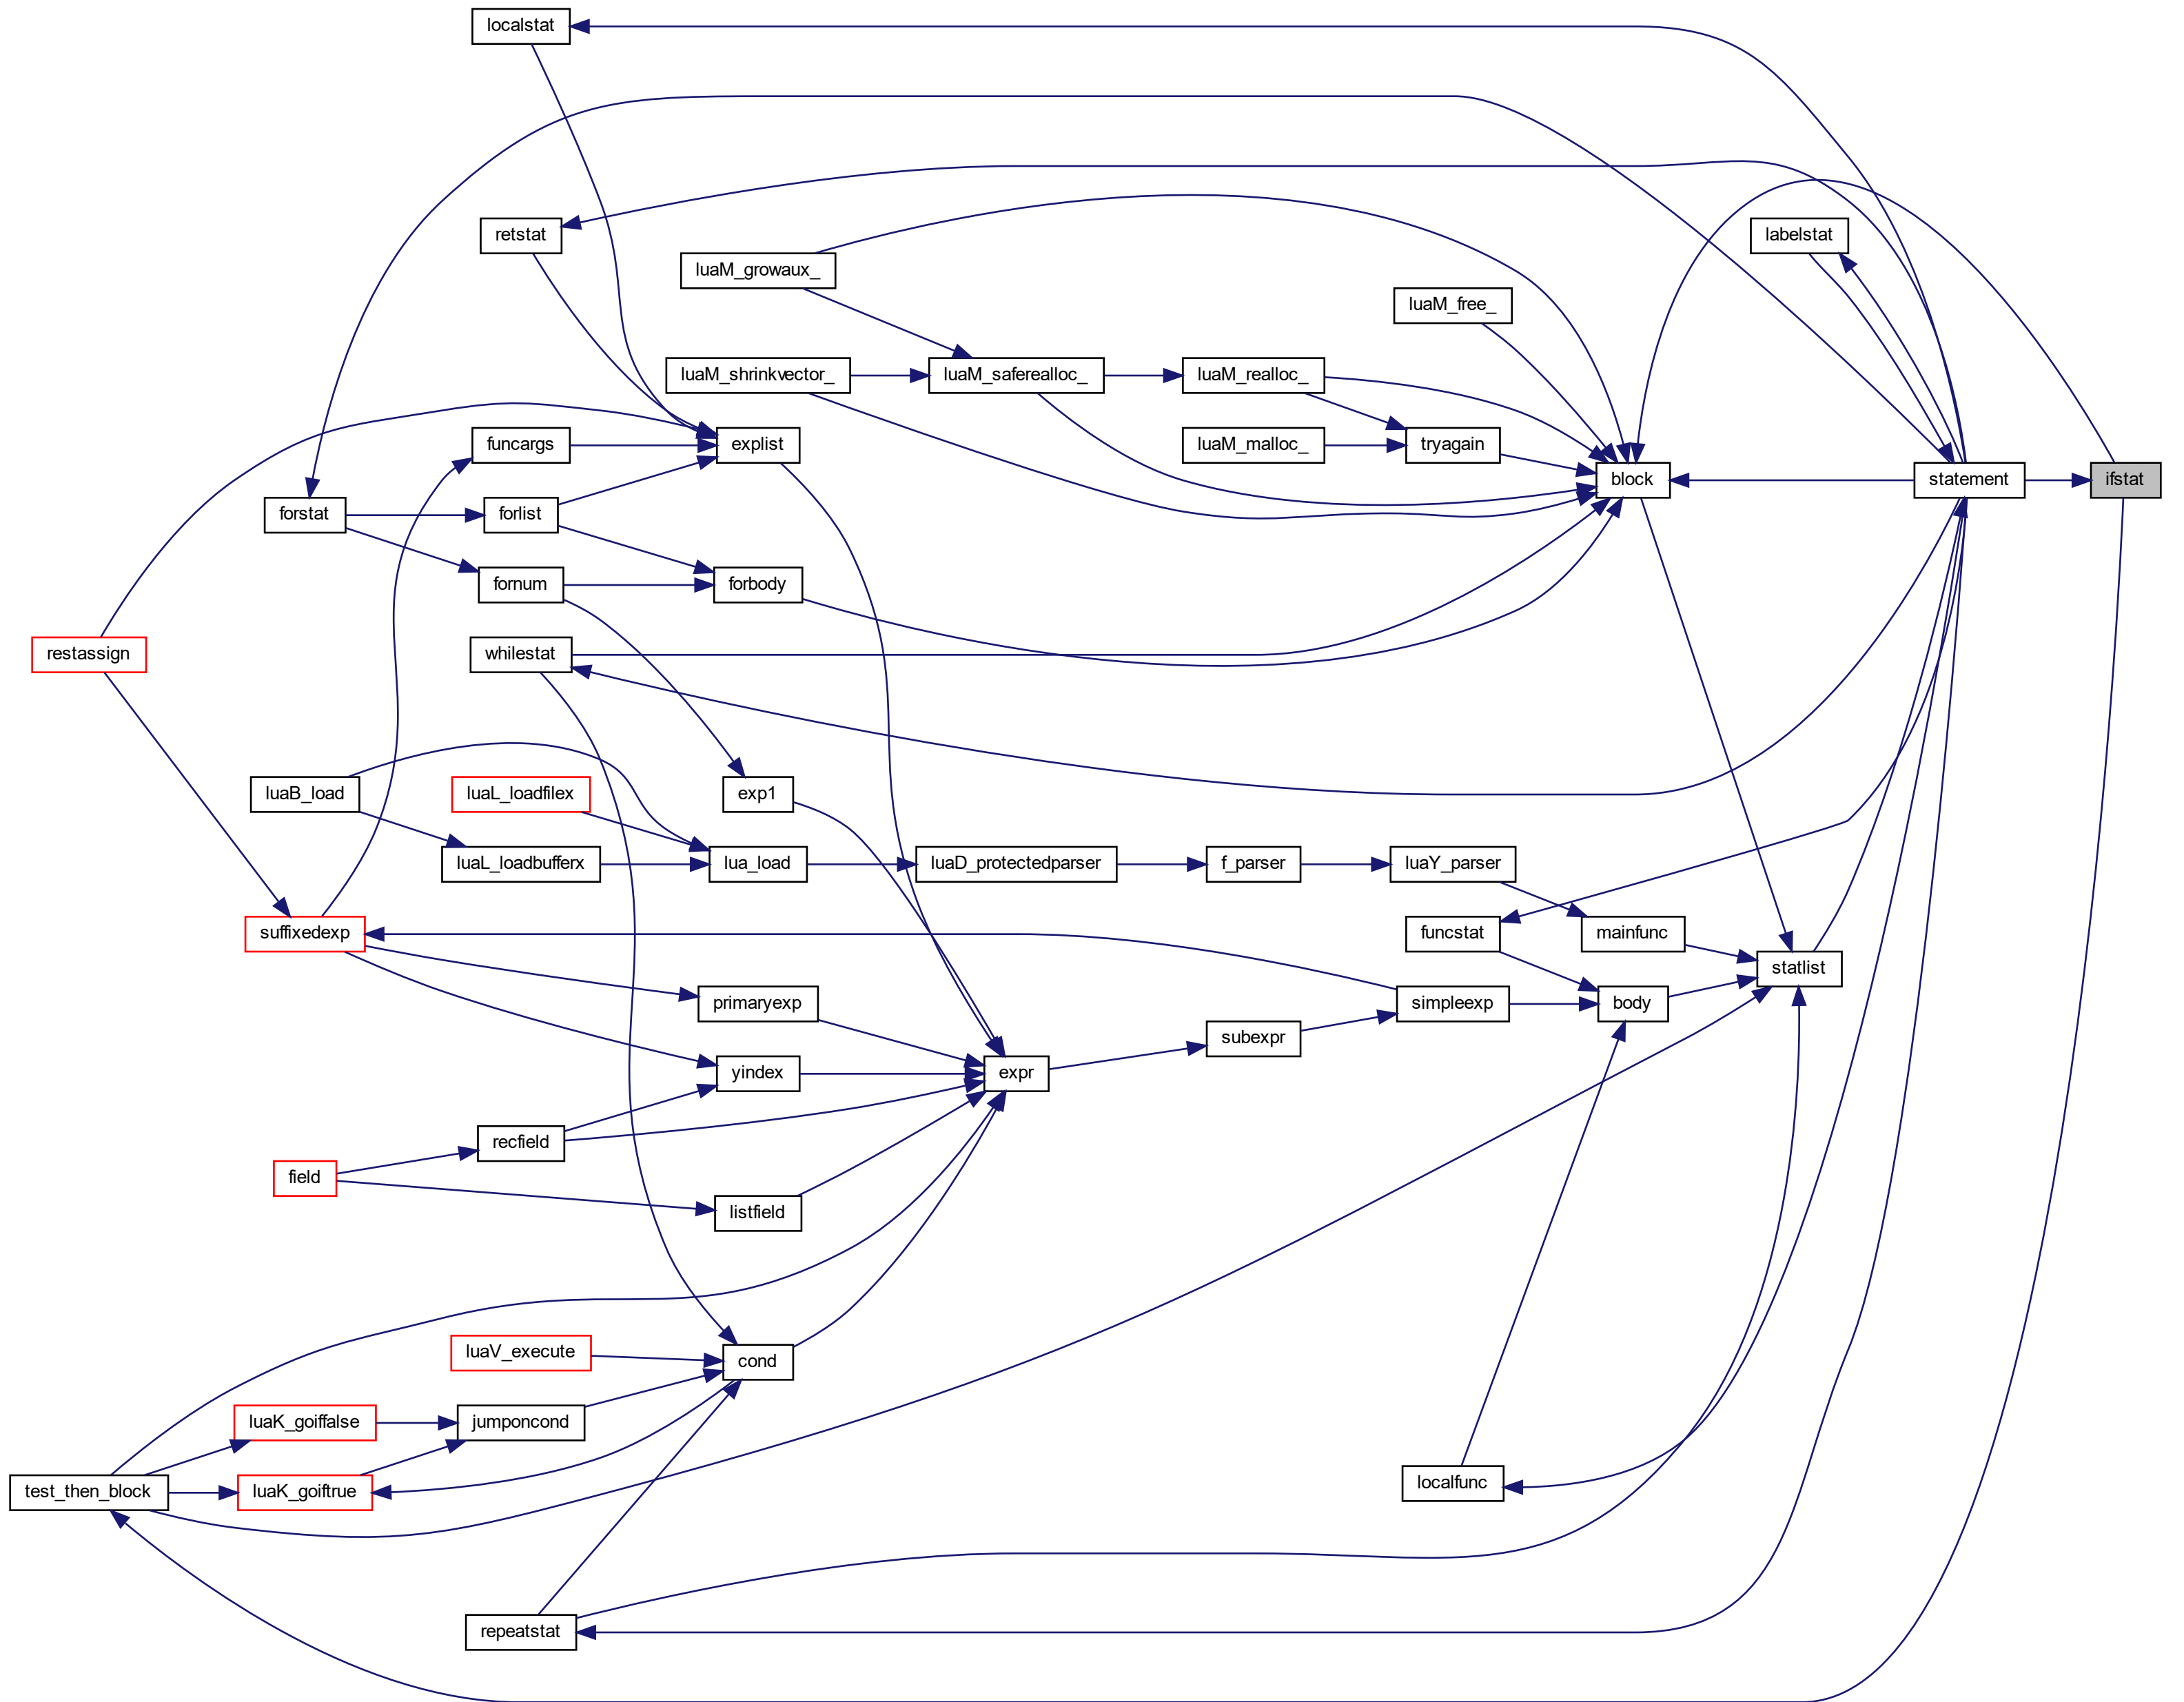 localstat
retstat
labelstat
luaM_growaux_
luaM_free_
luaM_shrinkvector_
luaM_saferealloc_
luaM_realloc_
funcargs
explist
luaM_malloc_
tryagain
block
statement
ifstat
forstat
forlist
fornum
forbody
restassign
whilestat
luaB_load
luaL_loadfilex
exp1
luaL_loadbufferx
lua_load
luaD_protectedparser
f_parser
luaY_parser
suffixedexp
funcstat
mainfunc
statlist
primaryexp
simpleexp
body
subexpr
yindex
expr
recfield
field
listfield
luaV_execute
cond
luaK_goiffalse
jumponcond
test_then_block
luaK_goiftrue
localfunc
repeatstat